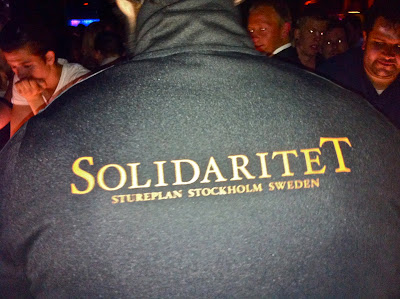 SOLIDARITET
STUREPLAN STOCKHOLM SWEDEN